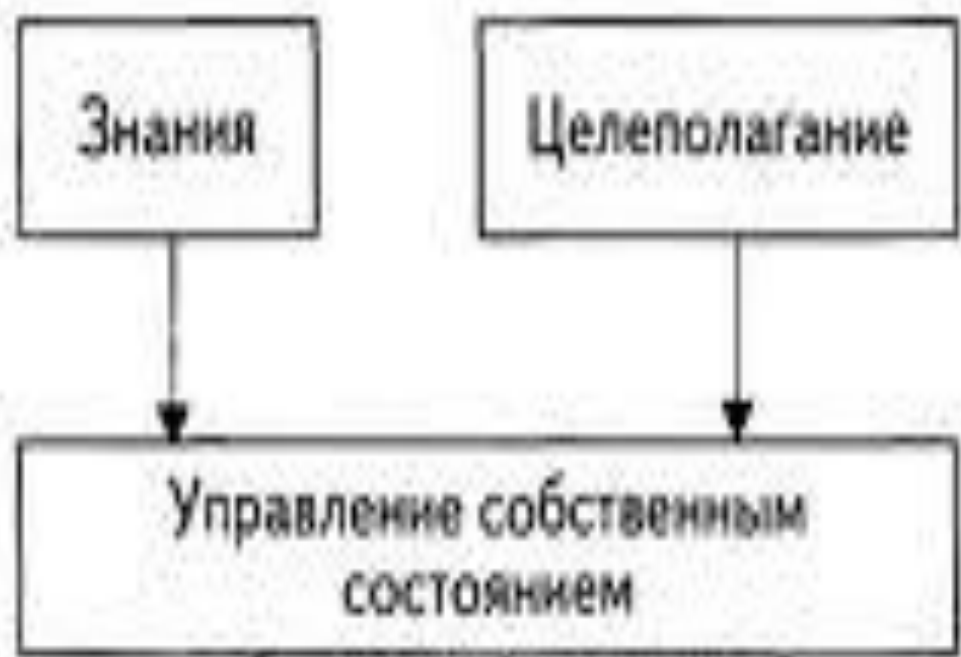 Знания
Целеполагание
Управление собственным
состоянием